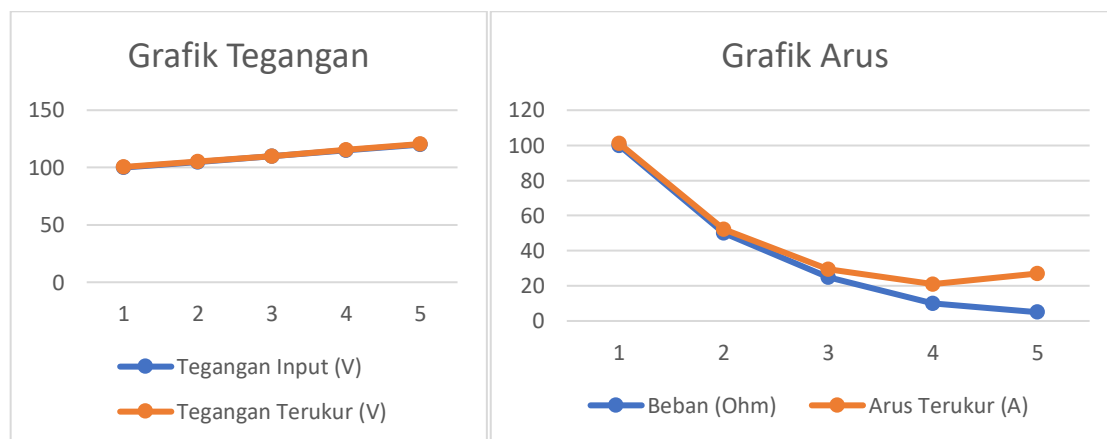 Grafik Tegangan
150
100
50
0
1 2 3 4 5
Tegangan Input (V)
Tegangan Terukur (V)
Grafik Arus
120
100
80
60
40
20
0
1 2 3 4 5
Beban (Ohm) Arus Terukur (A)